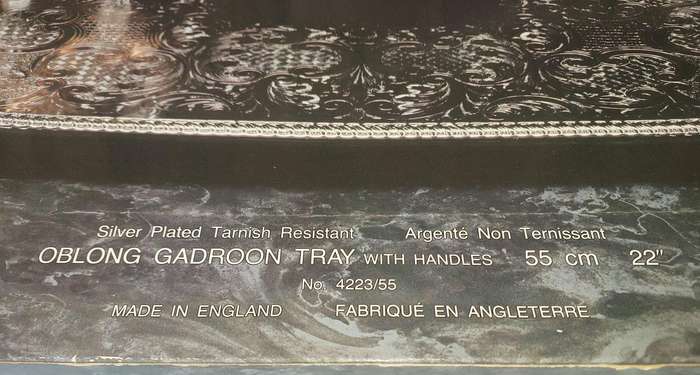 Silver Plated Tarnish Resistant Argenté Non Ternissant
OBLONG GADROON TRAY WITH HANDLES 55 cm 22"
No. 4223/55
MADE IN ENGLAND FABRIQUÉ EN ANGLETERRE